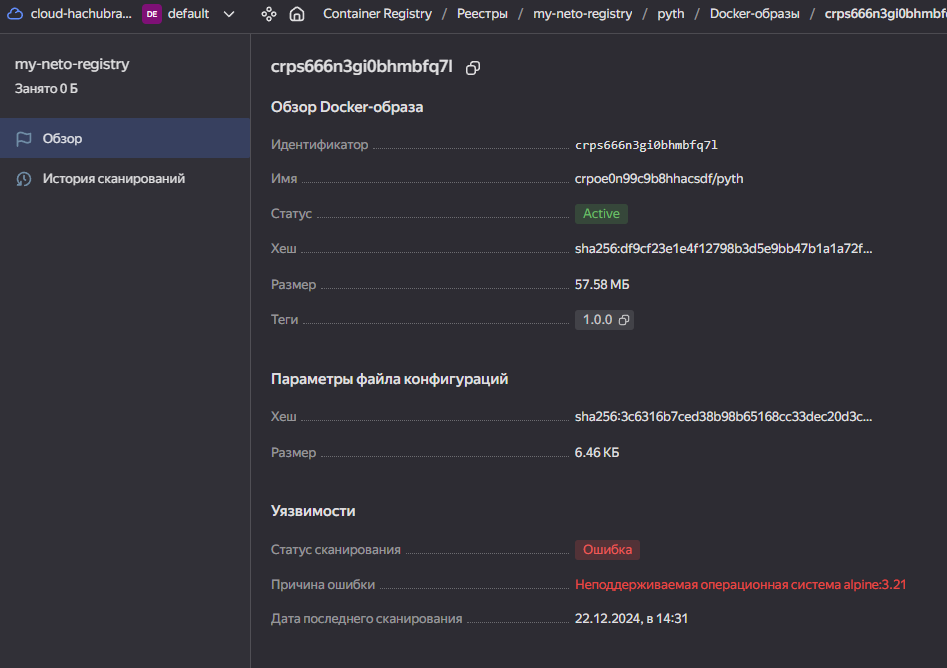 cloud-hachubra... DE default Container Registry / Реестры / my-neto-registry / pyth / Docker-образы / crps666n3gi0bhmbf
my-neto-registry
Занято 0 Б
Обзор
История сканирований
crps666n3gi0bhmbfq7l
Обзор Docker-образа
Идентификатор crps666n3gi0bhmbfq7l
Имя crpoe0n99c9b8hhacsdf/pyth
Статус Active
Хеш sha256:df9cf23e1e4f12798b3d5e9bb47b1a1a72f...
Размер 57.58 МБ
Теги 1.0.0
Параметры файла конфигураций
Хеш sha256:3c6316b7ced38b98b65168cc33dec20d3c...
Размер 6.46 КБ
Уязвимости
Статус сканирования Ошибка
Причина ошибки Неподдерживаемая операционная система alpine:3.21
Дата последнего сканирования 22.12.2024, в 14:31